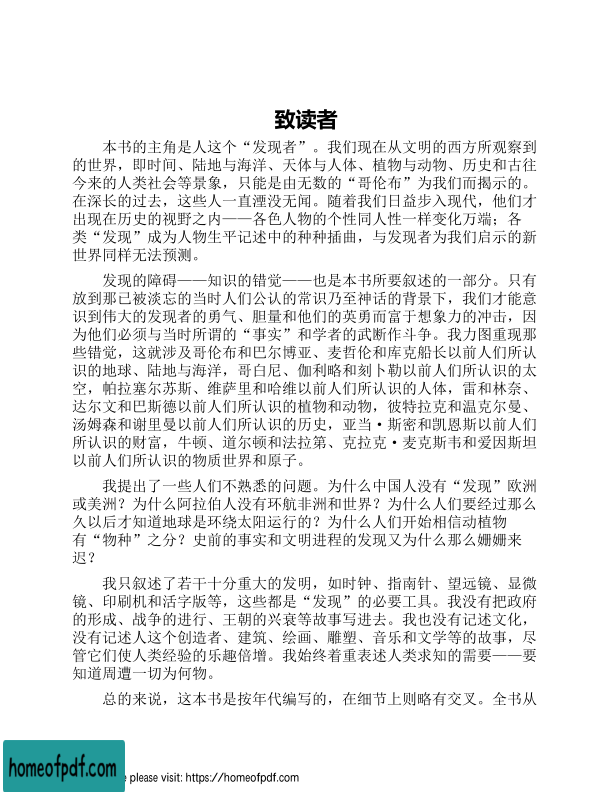 致读者
本书的主角是人这个“发现者”。我们现在从文明的西方所观察到
的世界，即时间、陆地与海洋、天体与人体、植物与动物、历史和古往
今来的人类社会等景象，只能是由无数的“哥伦布”为我们而揭示的。
在深长的过去，这些人一直湮没无闻。随着我们日益步入现代，他们才
出现在历史的视野之内——各色人物的个性同人性一样变化万端；各
类“发现”成为人物生平记述中的种种插曲，与发现者为我们启示的新
世界同样无法预测。
发现的障碍——知识的错觉——也是本书所要叙述的一部分。只有
放到那已被淡忘的当时人们公认的常识乃至神话的背景下，我们才能意
识到伟大的发现者的勇气、胆量和他们的英勇而富于想象力的冲击，因
为他们必须与当时所谓的“事实”和学者的武断作斗争。我力图重现那
些错觉，这就涉及哥伦布和巴尔博亚、麦哲伦和库克船长以前人们所认
识的地球、陆地与海洋，哥白尼、伽利略和刻卜勒以前人们所认识的太
空，帕拉塞尔苏斯、维萨里和哈维以前人们所认识的人体，雷和林奈、
达尔文和巴斯德以前人们所认识的植物和动物，彼特拉克和温克尔曼、
汤姆森和谢里曼以前人们所认识的历史，亚当·斯密和凯恩斯以前人们
所认识的财富，牛顿、道尔顿和法拉第、克拉克·麦克斯韦和爱因斯坦
以前人们所认识的物质世界和原子。
我提出了一些人们不熟悉的问题。为什么中国人没有“发现”欧洲
或美洲？为什么阿拉伯人没有环航非洲和世界？为什么人们要经过那么
久以后才知道地球是环绕太阳运行的？为什么人们开始相信动植物
有“物种”之分？史前的事实和文明进程的发现又为什么那么姗姗来
迟？
我只叙述了若干十分重大的发明，如时钟、指南针、望远镜、显微
镜、印刷机和活字版等，这些都是“发现”的必要工具。我没有把政府
的形成、战争的进行、王朝的兴衰等故事写进去。我也没有记述文化，
没有记述人这个创造者、建筑、绘画、雕塑、音乐和文学等的故事，尽
管它们使人类经验的乐趣倍增。我始终着重表述人类求知的需要——要
知道周遭一切为何物。
总的来说，这本书是按年代编写的，在细节上则略有交叉。全书从
homeofpdf.com
e please visit: https://homeofpdf.com